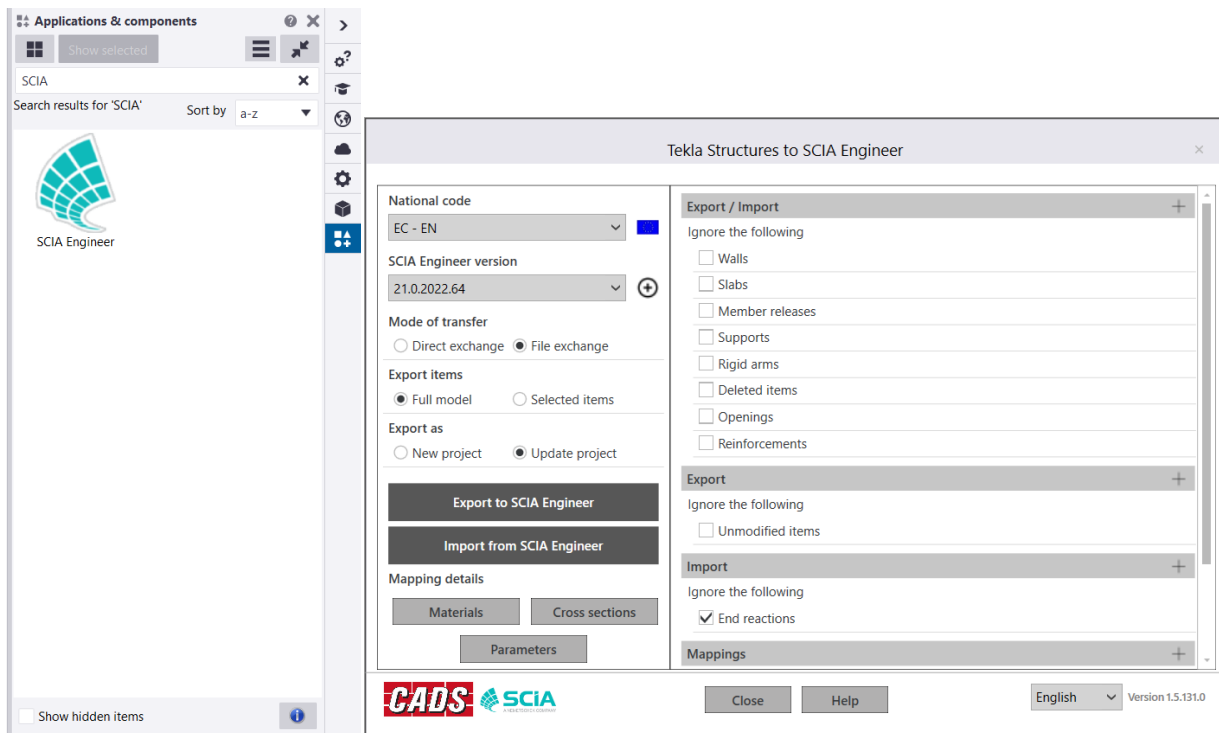 Applications & components
Show selected
SCIA
Search results for 'SCIA'
Sort by
a-z
SCIA Engineer
Show hidden items
Tekla Structures to SCIA Engineer
National code
EC - EN
SCIA Engineer version
21.0.2022.64
Mode of transfer
Direct exchange
File exchange
Export items
Full model
Selected items
Export as
New project
Update project
Export to SCIA Engineer
Import from SCIA Engineer
Mapping details
Materials
Cross sections
Parameters
Export / Import
Ignore the following
Walls
Slabs
Member releases
Supports
Rigid arms
Deleted items
Openings
Reinforcements
Export
Ignore the following
Unmodified items
Import
Ignore the following
End reactions
Mappings
CADS
SCIA
Close
Help
English
Version 1.5.131.0